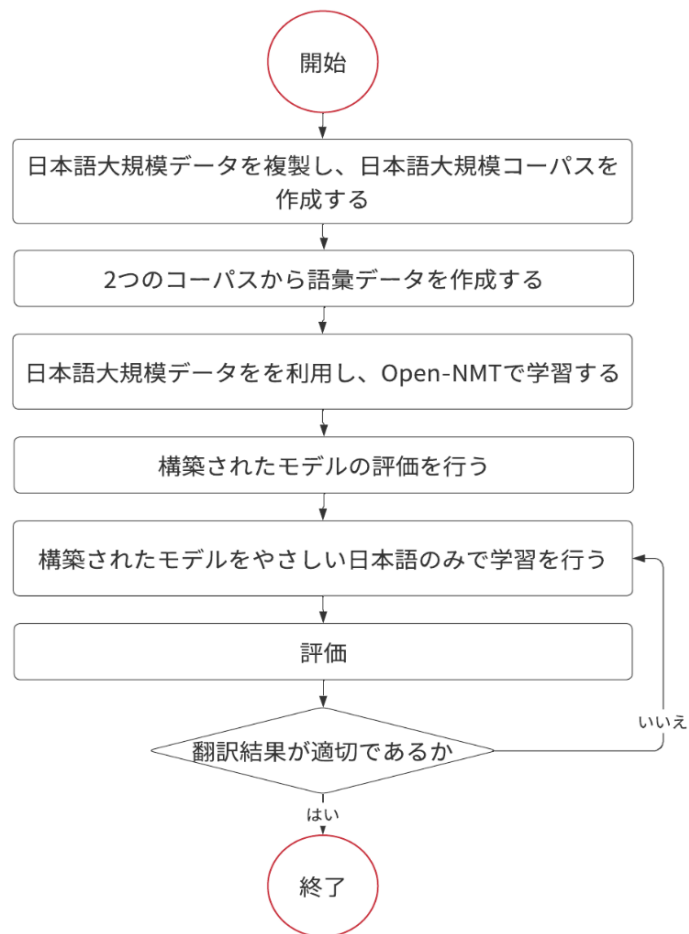 開始
日本語大規模データを複製し、日本語大規模コーパスを
作成する
2つのコーパスから語彙データを作成する
日本語大規模データをを利用し、Open-NMTで学習する
構築されたモデルの評価を行う
構築されたモデルをやさしい日本語のみで学習を行う
評価
翻訳結果が適切であるか
いいえ
はい
終了